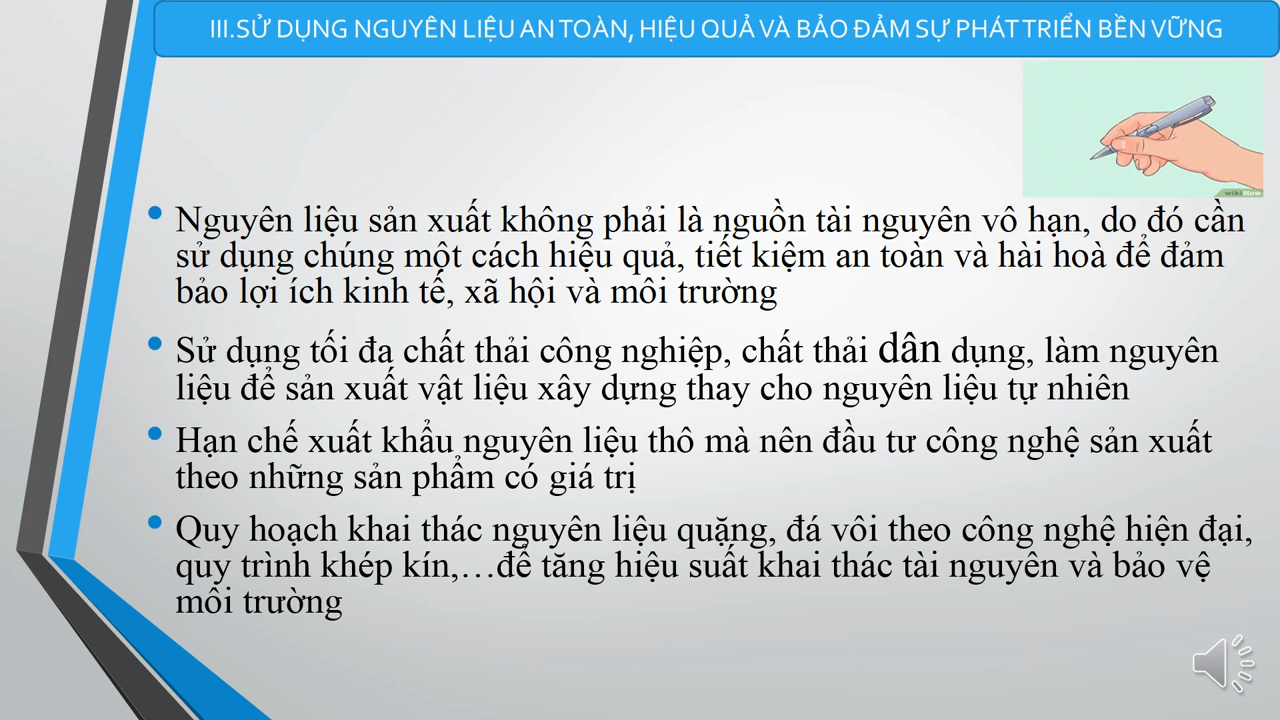 III.SỬ DỤNG NGUYÊN LIỆU AN TOÀN, HIỆU QUẢ VÀ BẢO ĐẢM SỰ PHÁT TRIỂN BỀN VỮNG
wikiHow
• Nguyên liệu sản xuất không phải là nguồn tài nguyên vô hạn, do đó cần
sử dụng chúng một cách hiệu quả, tiết kiệm an toàn và hài hoà để đảm
bảo lợi ích kinh tế, xã hội và môi trường
• Sử dụng tối đa chất thải công nghiệp, chất thải dân dụng, làm nguyên
liệu để sản xuất vật liệu xây dựng thay cho nguyên liệu tự nhiên
• Hạn chế xuất khẩu nguyên liệu thô mà nên đầu tư công nghệ sản xuất
theo những sản phẩm có giá trị
• Quy hoạch khai thác nguyên liệu quặng, đá vôi theo công nghệ hiện đại,
quy trình khép kín,…để tăng hiệu suất khai thác tài nguyên và bảo vệ
môi trường